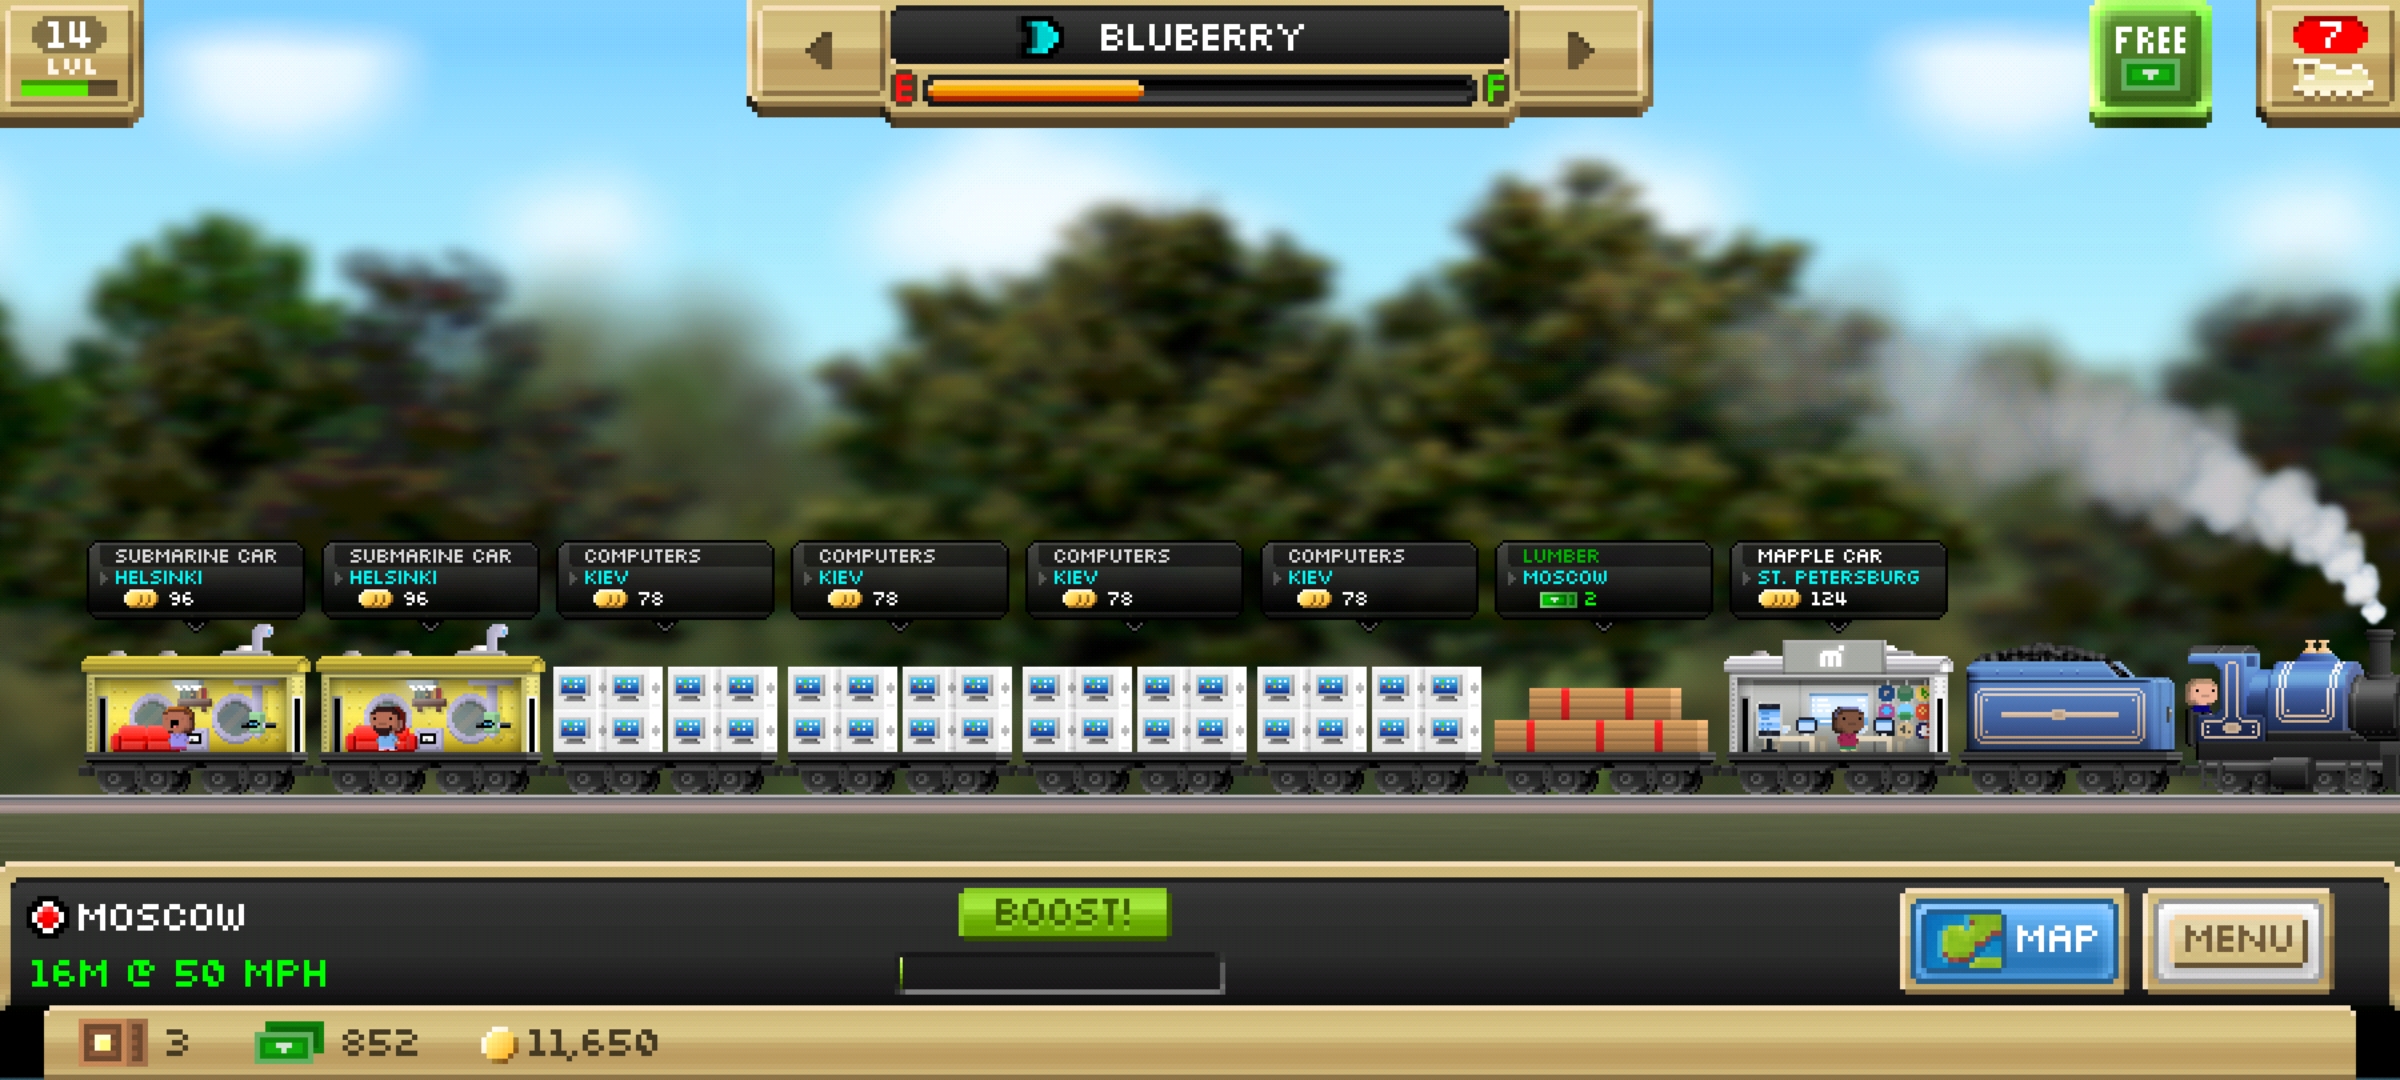 14
LVL
BLUBERRY
E F
FREE
7
SUBMARINE CAR
HELSINKI
96
SUBMARINE CAR
HELSINKI
96
COMPUTERS
KIEV
78
COMPUTERS
KIEV
78
COMPUTERS
KIEV
78
COMPUTERS
KIEV
78
LUMBER
MOSCOW
2
MAPPLE CAR
ST. PETERSBURG
124
m
MOSCOW
16M @ 50 MPH
BOOST!
MAP
MENU
3
852
11,650